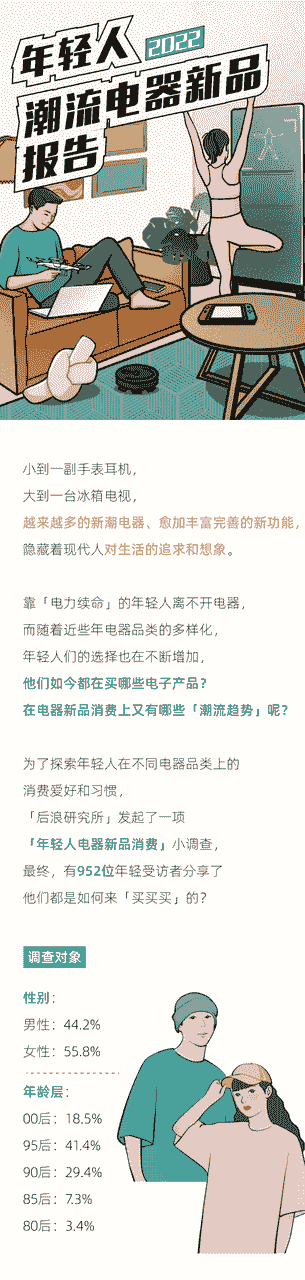 年轻人
2022
潮流电器新品
报告
小到一副手表耳机，
大到一台冰箱电视，
越来越多的新潮电器、愈加丰富完善的新功能，
隐藏着现代人对生活的追求和想象。
靠「电力续命」的年轻人离不开电器，
而随着近些年电器品类的多样化，
年轻人们的选择也在不断增加，
他们如今都在买哪些电子产品？
在电器新品消费上又有哪些「潮流趋势」呢？
为了探索年轻人在不同电器品类上的
消费爱好和习惯，
「后浪研究所」发起了一项
「年轻人电器新品消费」小调查，
最终，有952位年轻受访者分享了
他们都是如何来「买买买」的？
调查对象
性别：
男性：44.2%
女性：55.8%
年龄层：
00后：18.5%
95后：41.4%
90后：29.4%
85后：7.3%
80后：3.4%